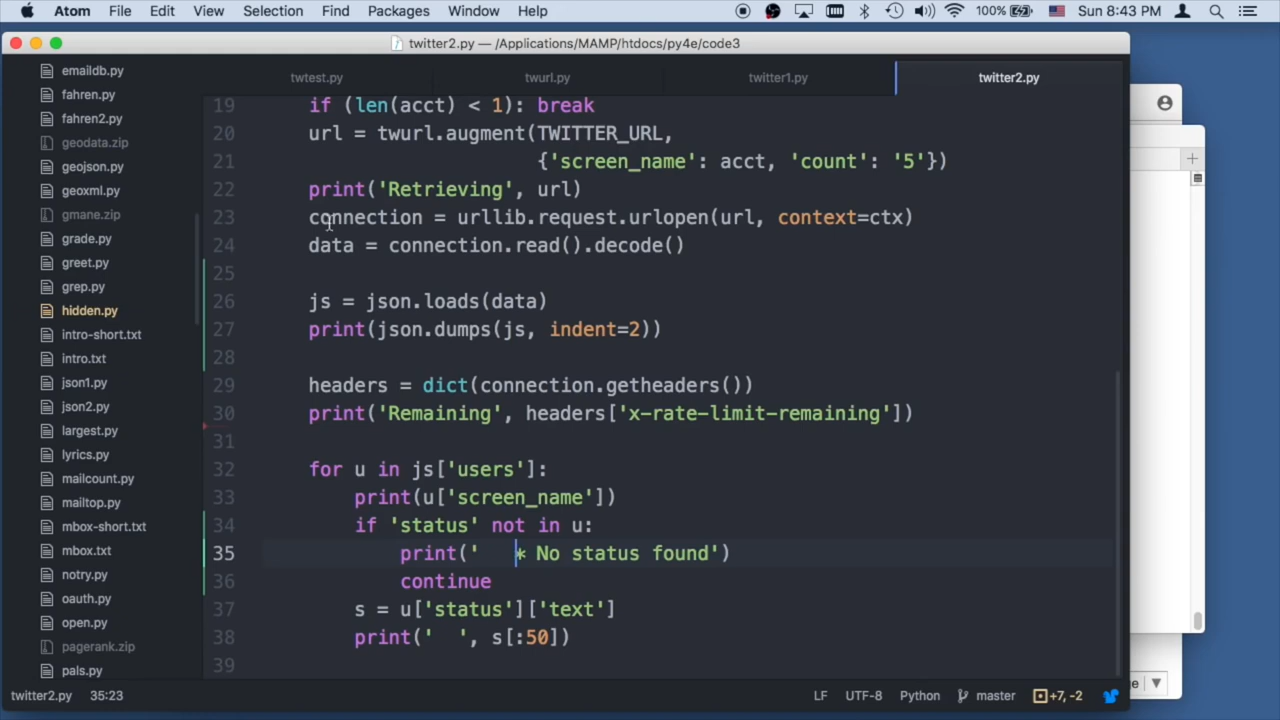 Atom File Edit View Selection Find Packages Window Help 100% Sun 8:43 PM
twitter2.py — /Applications/MAMP/htdocs/py4e/code3
twtest.py twurl.py twitter1.py twitter2.py
emaildb.py
fahren.py
fahren2.py
geodata.zip
geojson.py
geoxml.py
gmane.zip
grade.py
greet.py
grep.py
hidden.py
intro-short.txt
intro.txt
json1.py
json2.py
largest.py
lyrics.py
mailcount.py
mailtop.py
mbox-short.txt
mbox.txt
notry.py
oauth.py
open.py
pagerank.zip
pals.py
19 if (len(acct) < 1): break
20 url = twurl.augment(TWITTER_URL,
21 {'screen_name': acct, 'count': '5'})
22 print('Retrieving', url)
23 connection = urllib.request.urlopen(url, context=ctx)
24 data = connection.read().decode()
25
26 js = json.loads(data)
27 print(json.dumps(js, indent=2))
28
29 headers = dict(connection.getheaders())
30 print('Remaining', headers['x-rate-limit-remaining'])
31
32 for u in js['users']:
33 print(u['screen_name'])
34 if 'status' not in u:
35 print('   * No status found')
36 continue
37 s = u['status']['text']
38 print('  ', s[:50])
39
twitter2.py 35:23 LF UTF-8 Python master +7, -2